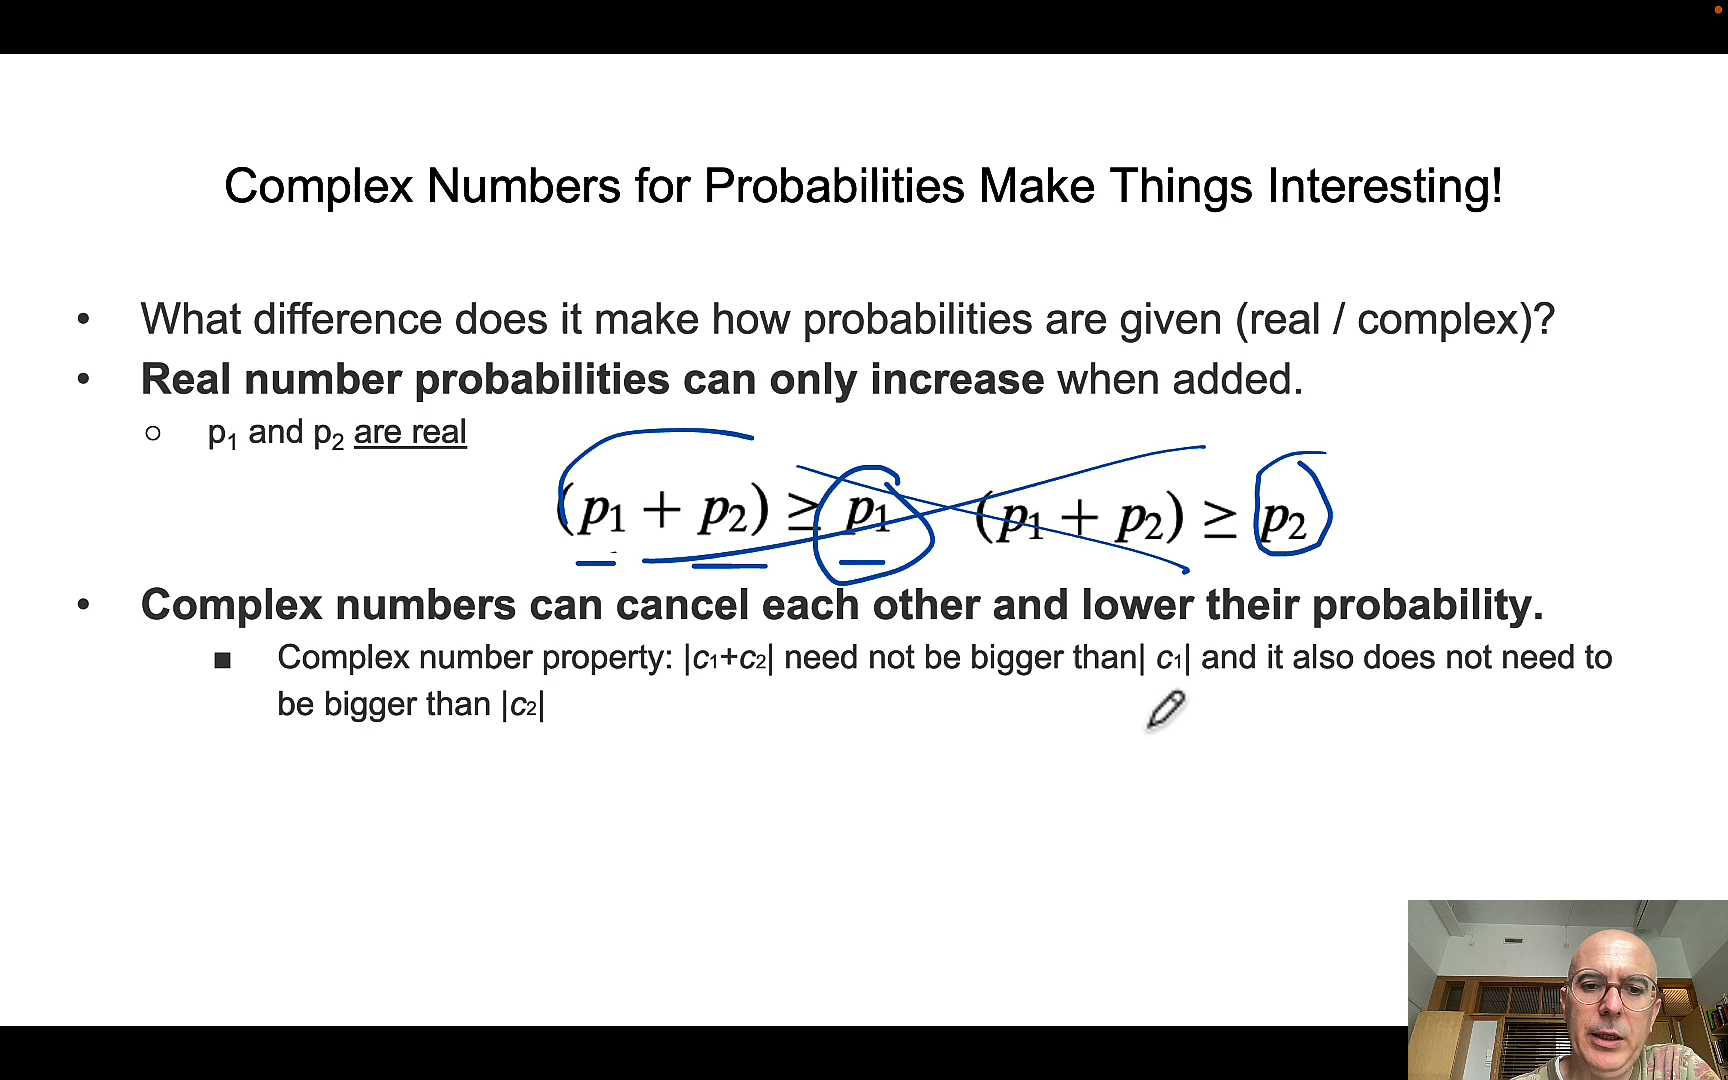 Complex Numbers for Probabilities Make Things Interesting!
• What difference does it make how probabilities are given (real / complex)?
• Real number probabilities can only increase when added.
○ p₁ and p₂ are real
(p₁ + p₂) ≥ p₁ (p₁ + p₂) ≥ p₂
• Complex numbers can cancel each other and lower their probability.
■ Complex number property: |c₁+c₂| need not be bigger than| c₁| and it also does not need to
be bigger than |c₂|